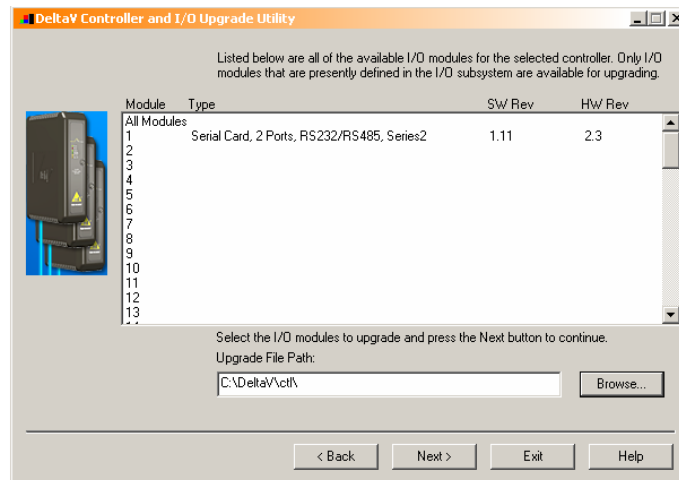 DeltaV Controller and I/O Upgrade Utility
Listed below are all of the available I/O modules for the selected controller. Only I/O
modules that are presently defined in the I/O subsystem are available for upgrading.
Module Type SW Rev HW Rev
All Modules
1 Serial Card, 2 Ports, RS232/RS485, Series2 1.11 2.3
2
3
4
5
6
7
8
9
10
11
12
13
Select the I/O modules to upgrade and press the Next button to continue.
Upgrade File Path:
C:\DeltaV\ctl\
Browse...
< Back Next > Exit Help